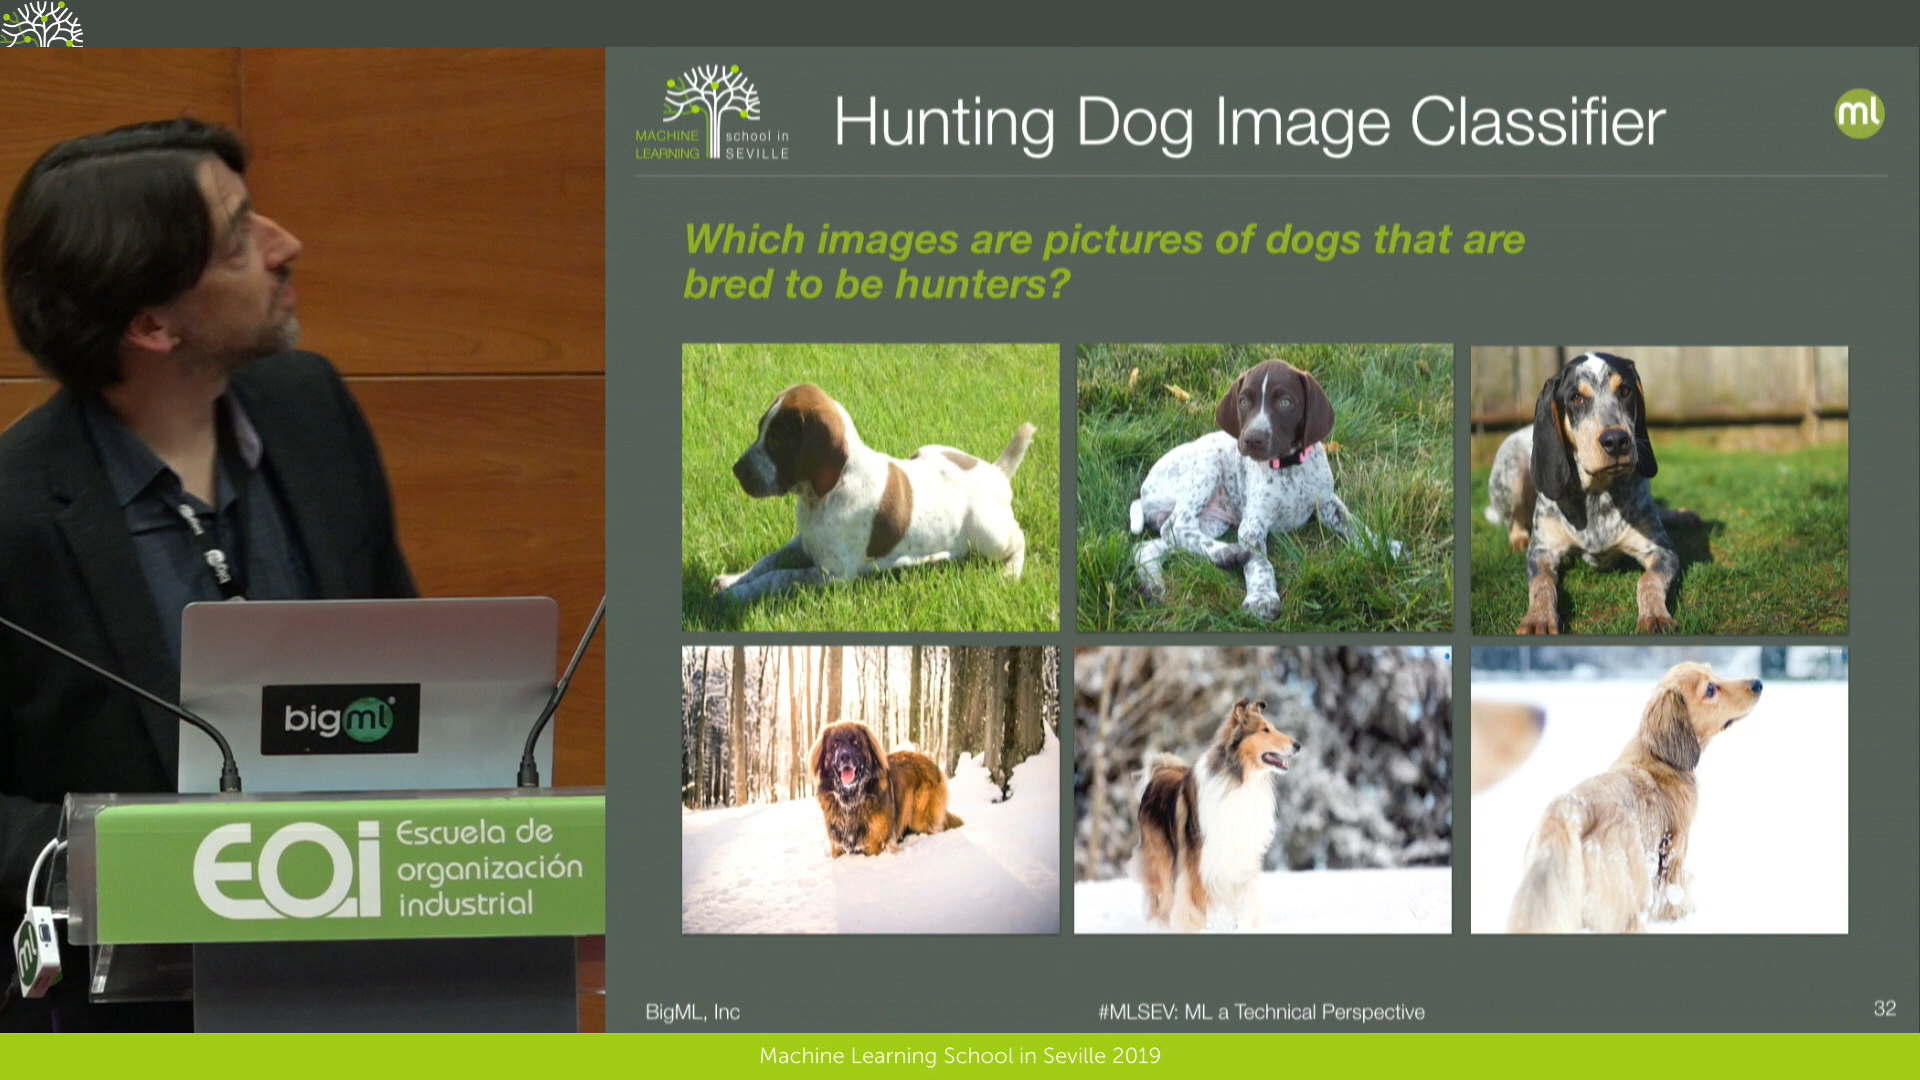 MACHINE
LEARNING
school in
SEVILLE
Hunting Dog Image Classifier
ml
Which images are pictures of dogs that are
bred to be hunters?
bigml
EOi
Escuela de
organización
industrial
ml
BigML, Inc
#MLSEV: ML a Technical Perspective
32
Machine Learning School in Seville 2019